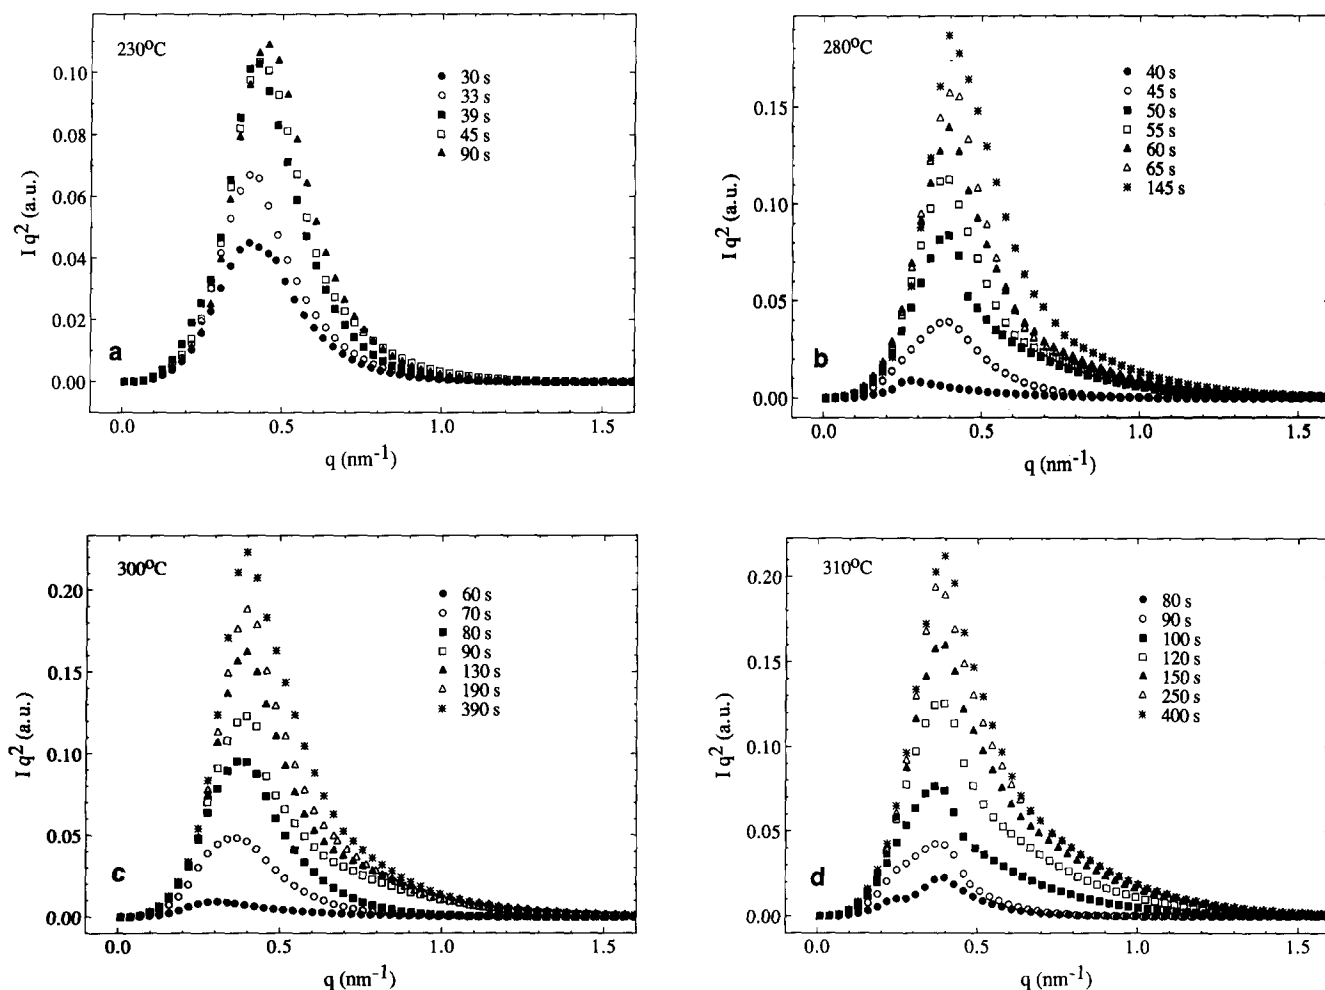 230°C
30 s
33 s
39 s
45 s
90 s
0.10
0.08
0.06
0.04
0.02
0.00
I q² (a.u.)
a
0.0 0.5 1.0 1.5
q (nm⁻¹)
280°C
40 s
45 s
50 s
55 s
60 s
65 s
145 s
0.15
0.10
0.05
0.00
I q² (a.u.)
b
0.0 0.5 1.0 1.5
q (nm⁻¹)
300°C
60 s
70 s
80 s
90 s
130 s
190 s
390 s
0.20
0.15
0.10
0.05
0.00
I q² (a.u.)
c
0.0 0.5 1.0 1.5
q (nm⁻¹)
310°C
80 s
90 s
100 s
120 s
150 s
250 s
400 s
0.20
0.15
0.10
0.05
0.00
I q² (a.u.)
d
0.0 0.5 1.0 1.5
q (nm⁻¹)